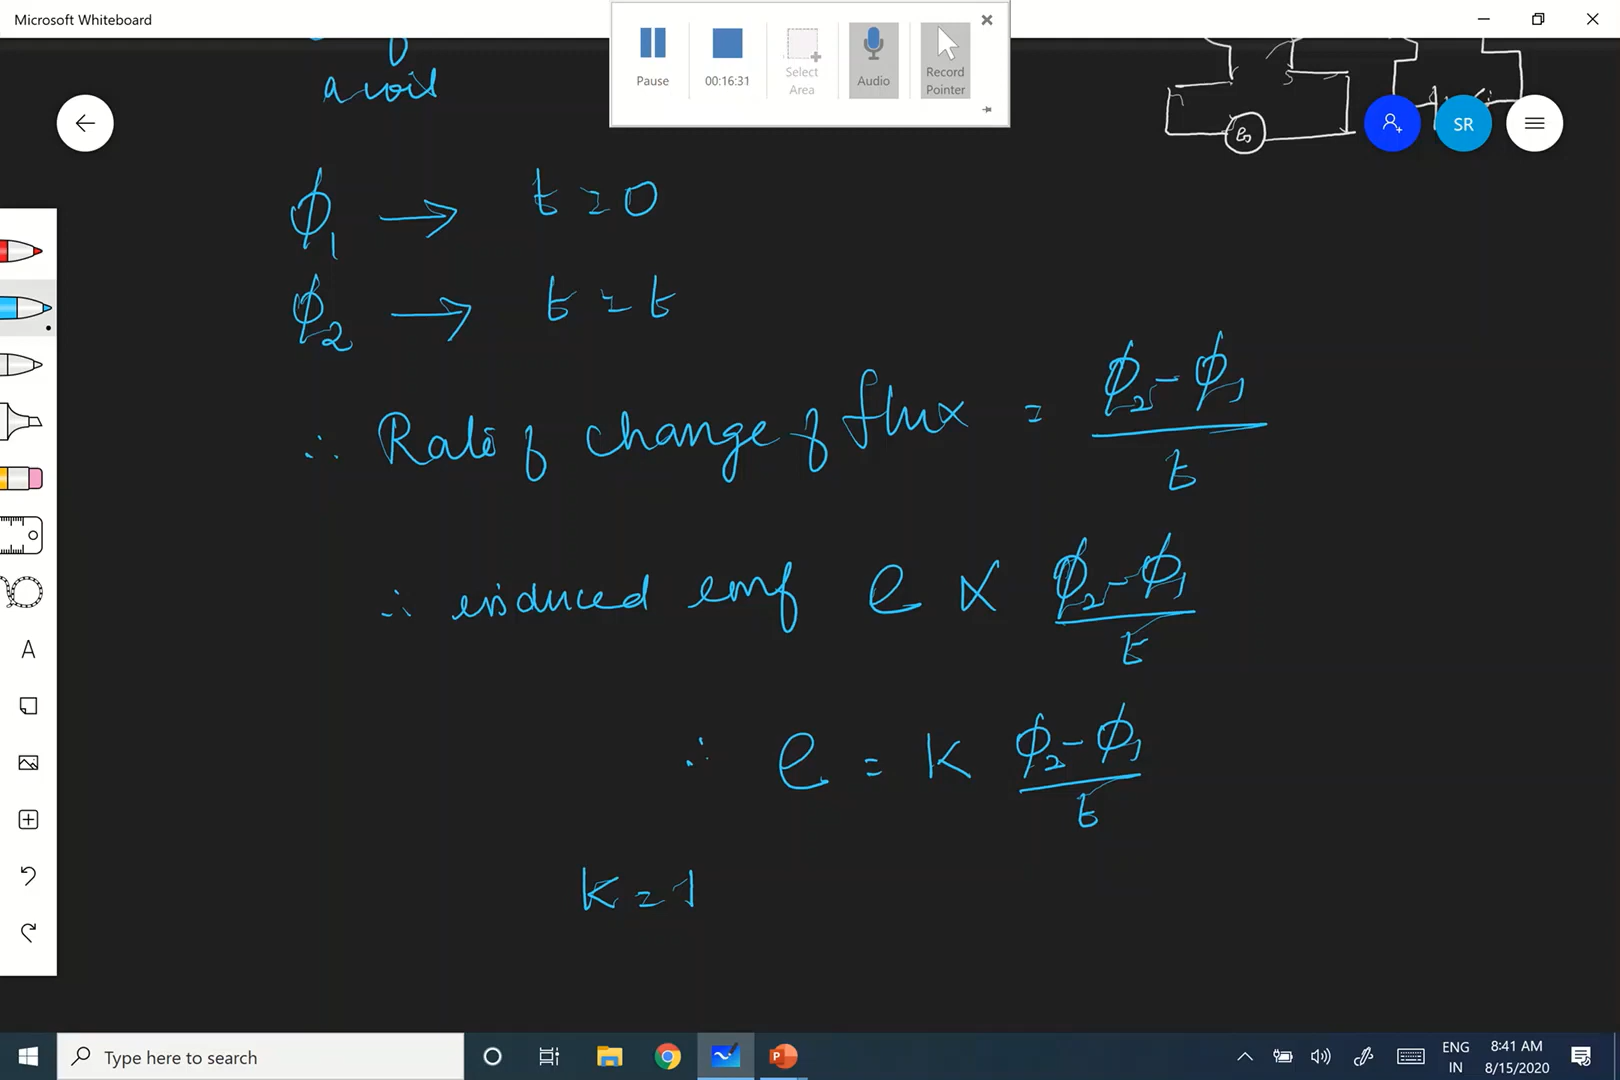 Microsoft Whiteboard
Pause
00:16:31
Select Area
Audio
Record Pointer
SR
a coil
ϕ₁ → t = 0
ϕ₂ → t = t
∴ Rate of change of flux = (ϕ₂ - ϕ₁) / t
∴ induced emf e ∝ (ϕ₂ - ϕ₁) / t
∴ e = K (ϕ₂ - ϕ₁) / t
K = 1
A
Type here to search
ENG
IN
8:41 AM
8/15/2020